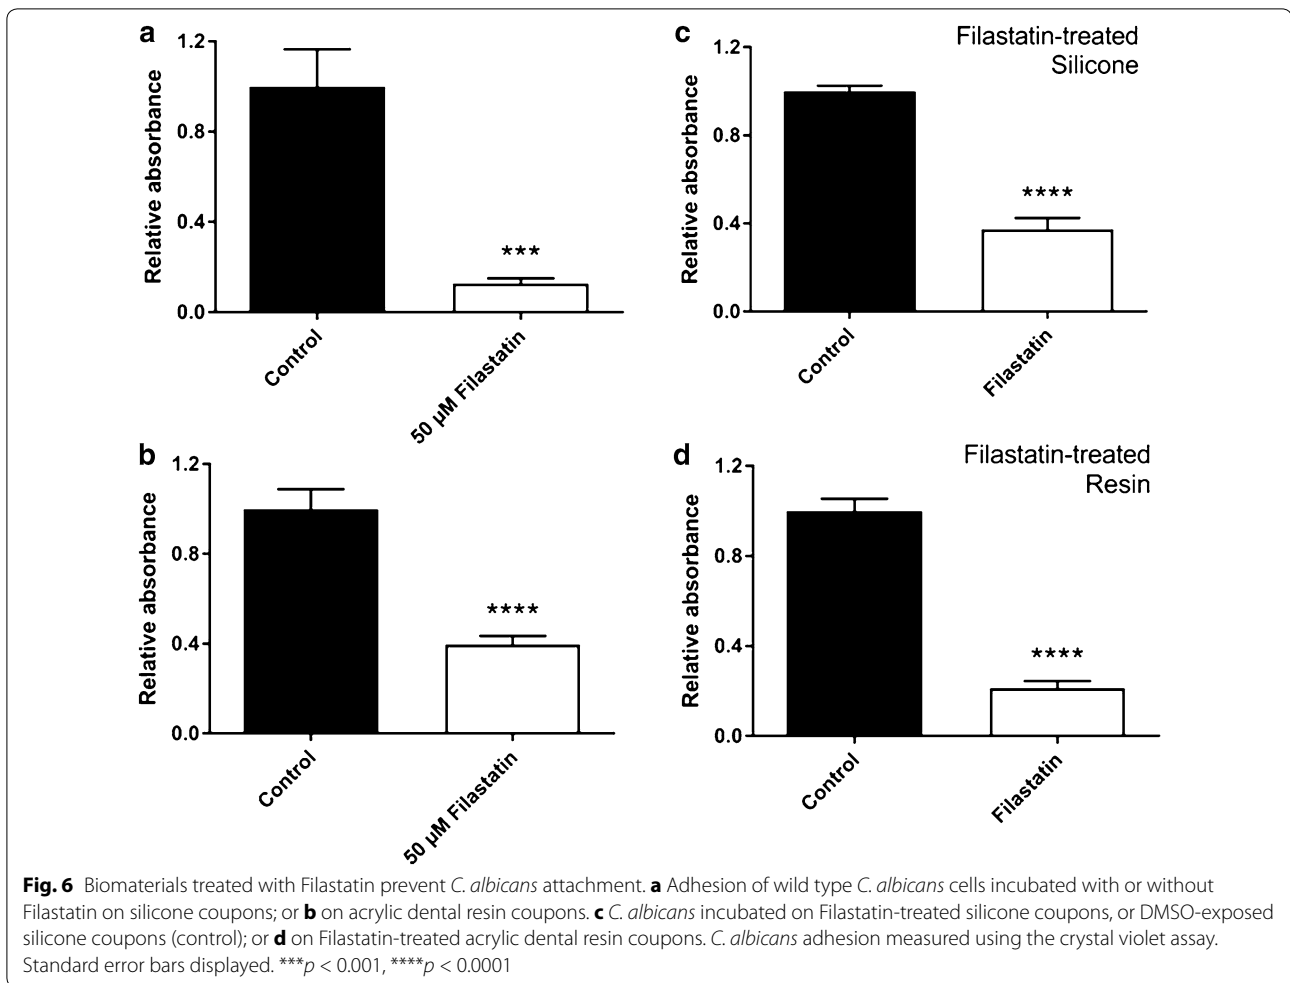 a
1.2
0.8
0.4
0.0
Relative absorbance
***
Control
50 µM Filastatin
c
Filastatin-treated
Silicone
1.2
0.8
0.4
0.0
Relative absorbance
****
Control
Filastatin
b
1.2
0.8
0.4
0.0
Relative absorbance
****
Control
50 µM Filastatin
d
Filastatin-treated
Resin
1.2
0.8
0.4
0.0
Relative absorbance
****
Control
Filastatin
Fig. 6 Biomaterials treated with Filastatin prevent C. albicans attachment. a Adhesion of wild type C. albicans cells incubated with or without
Filastatin on silicone coupons; or b on acrylic dental resin coupons. c C. albicans incubated on Filastatin-treated silicone coupons, or DMSO-exposed
silicone coupons (control); or d on Filastatin-treated acrylic dental resin coupons. C. albicans adhesion measured using the crystal violet assay.
Standard error bars displayed. ***p < 0.001, ****p < 0.0001